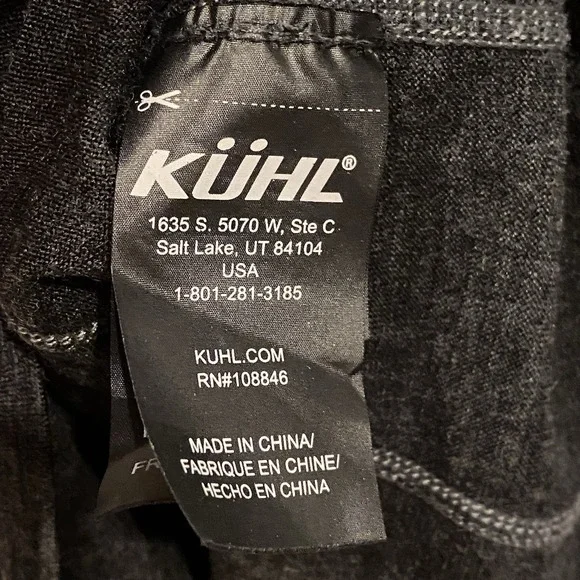 KÜHL®
1635 S. 5070 W, Ste C
Salt Lake, UT 84104
USA
1-801-281-3185
KUHL.COM
RN#108846
MADE IN CHINA/
FABRIQUE EN CHINE/
HECHO EN CHINA